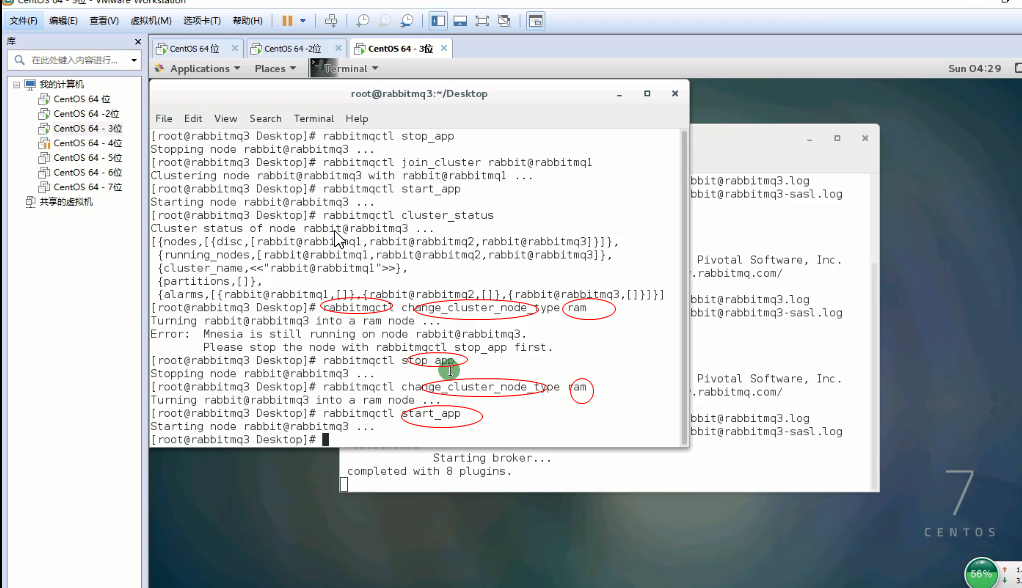 CentOS 64 - 3位 - VMware Workstation
文件(F) 编辑(E) 查看(V) 虚拟机(M) 选项卡(T) 帮助(H)
库
在此处键入内容进行...
我的计算机
CentOS 64 位
CentOS 64 -2位
CentOS 64 - 3位
CentOS 64 - 4位
CentOS 64 - 5位
CentOS 64 - 6位
CentOS 64 - 7位
共享的虚拟机
CentOS 64 位 CentOS 64 -2位 CentOS 64 - 3位
Applications Places Terminal Sun 04:29
root@rabbitmq3:~/Desktop
File Edit View Search Terminal Help
[root@rabbitmq3 Desktop]# rabbitmqctl stop_app
Stopping node rabbit@rabbitmq3 ...
[root@rabbitmq3 Desktop]# rabbitmqctl join_cluster rabbit@rabbitmq1
Clustering node rabbit@rabbitmq3 with rabbit@rabbitmq1 ...
[root@rabbitmq3 Desktop]# rabbitmqctl start_app
Starting node rabbit@rabbitmq3 ...
[root@rabbitmq3 Desktop]# rabbitmqctl cluster_status
Cluster status of node rabbit@rabbitmq3 ...
[{nodes,[{disc,[rabbit@rabbitmq1,rabbit@rabbitmq2,rabbit@rabbitmq3]}]},
{running_nodes,[rabbit@rabbitmq1,rabbit@rabbitmq2,rabbit@rabbitmq3]},
{cluster_name,<<"rabbit@rabbitmq1">>},
{partitions,[]},
{alarms,[{rabbit@rabbitmq1,[]},{rabbit@rabbitmq2,[]},{rabbit@rabbitmq3,[]}]}]
[root@rabbitmq3 Desktop]# rabbitmqctl change_cluster_node_type ram
Turning rabbit@rabbitmq3 into a ram node ...
Error: Mnesia is still running on node rabbit@rabbitmq3.
Please stop the node with rabbitmqctl stop_app first.
[root@rabbitmq3 Desktop]# rabbitmqctl stop_app
Stopping node rabbit@rabbitmq3 ...
[root@rabbitmq3 Desktop]# rabbitmqctl change_cluster_node_type ram
Turning rabbit@rabbitmq3 into a ram node ...
[root@rabbitmq3 Desktop]# rabbitmqctl start_app
Starting node rabbit@rabbitmq3 ...
[root@rabbitmq3 Desktop]#
bbit@rabbitmq3.log
bbit@rabbitmq3-sasl.log
Pivotal Software, Inc.
.rabbitmq.com/
bbit@rabbitmq3.log
bbit@rabbitmq3-sasl.log
Pivotal Software, Inc.
.rabbitmq.com/
bbit@rabbitmq3.log
bbit@rabbitmq3-sasl.log
Starting broker...
completed with 8 plugins.
7
CENTOS
56%